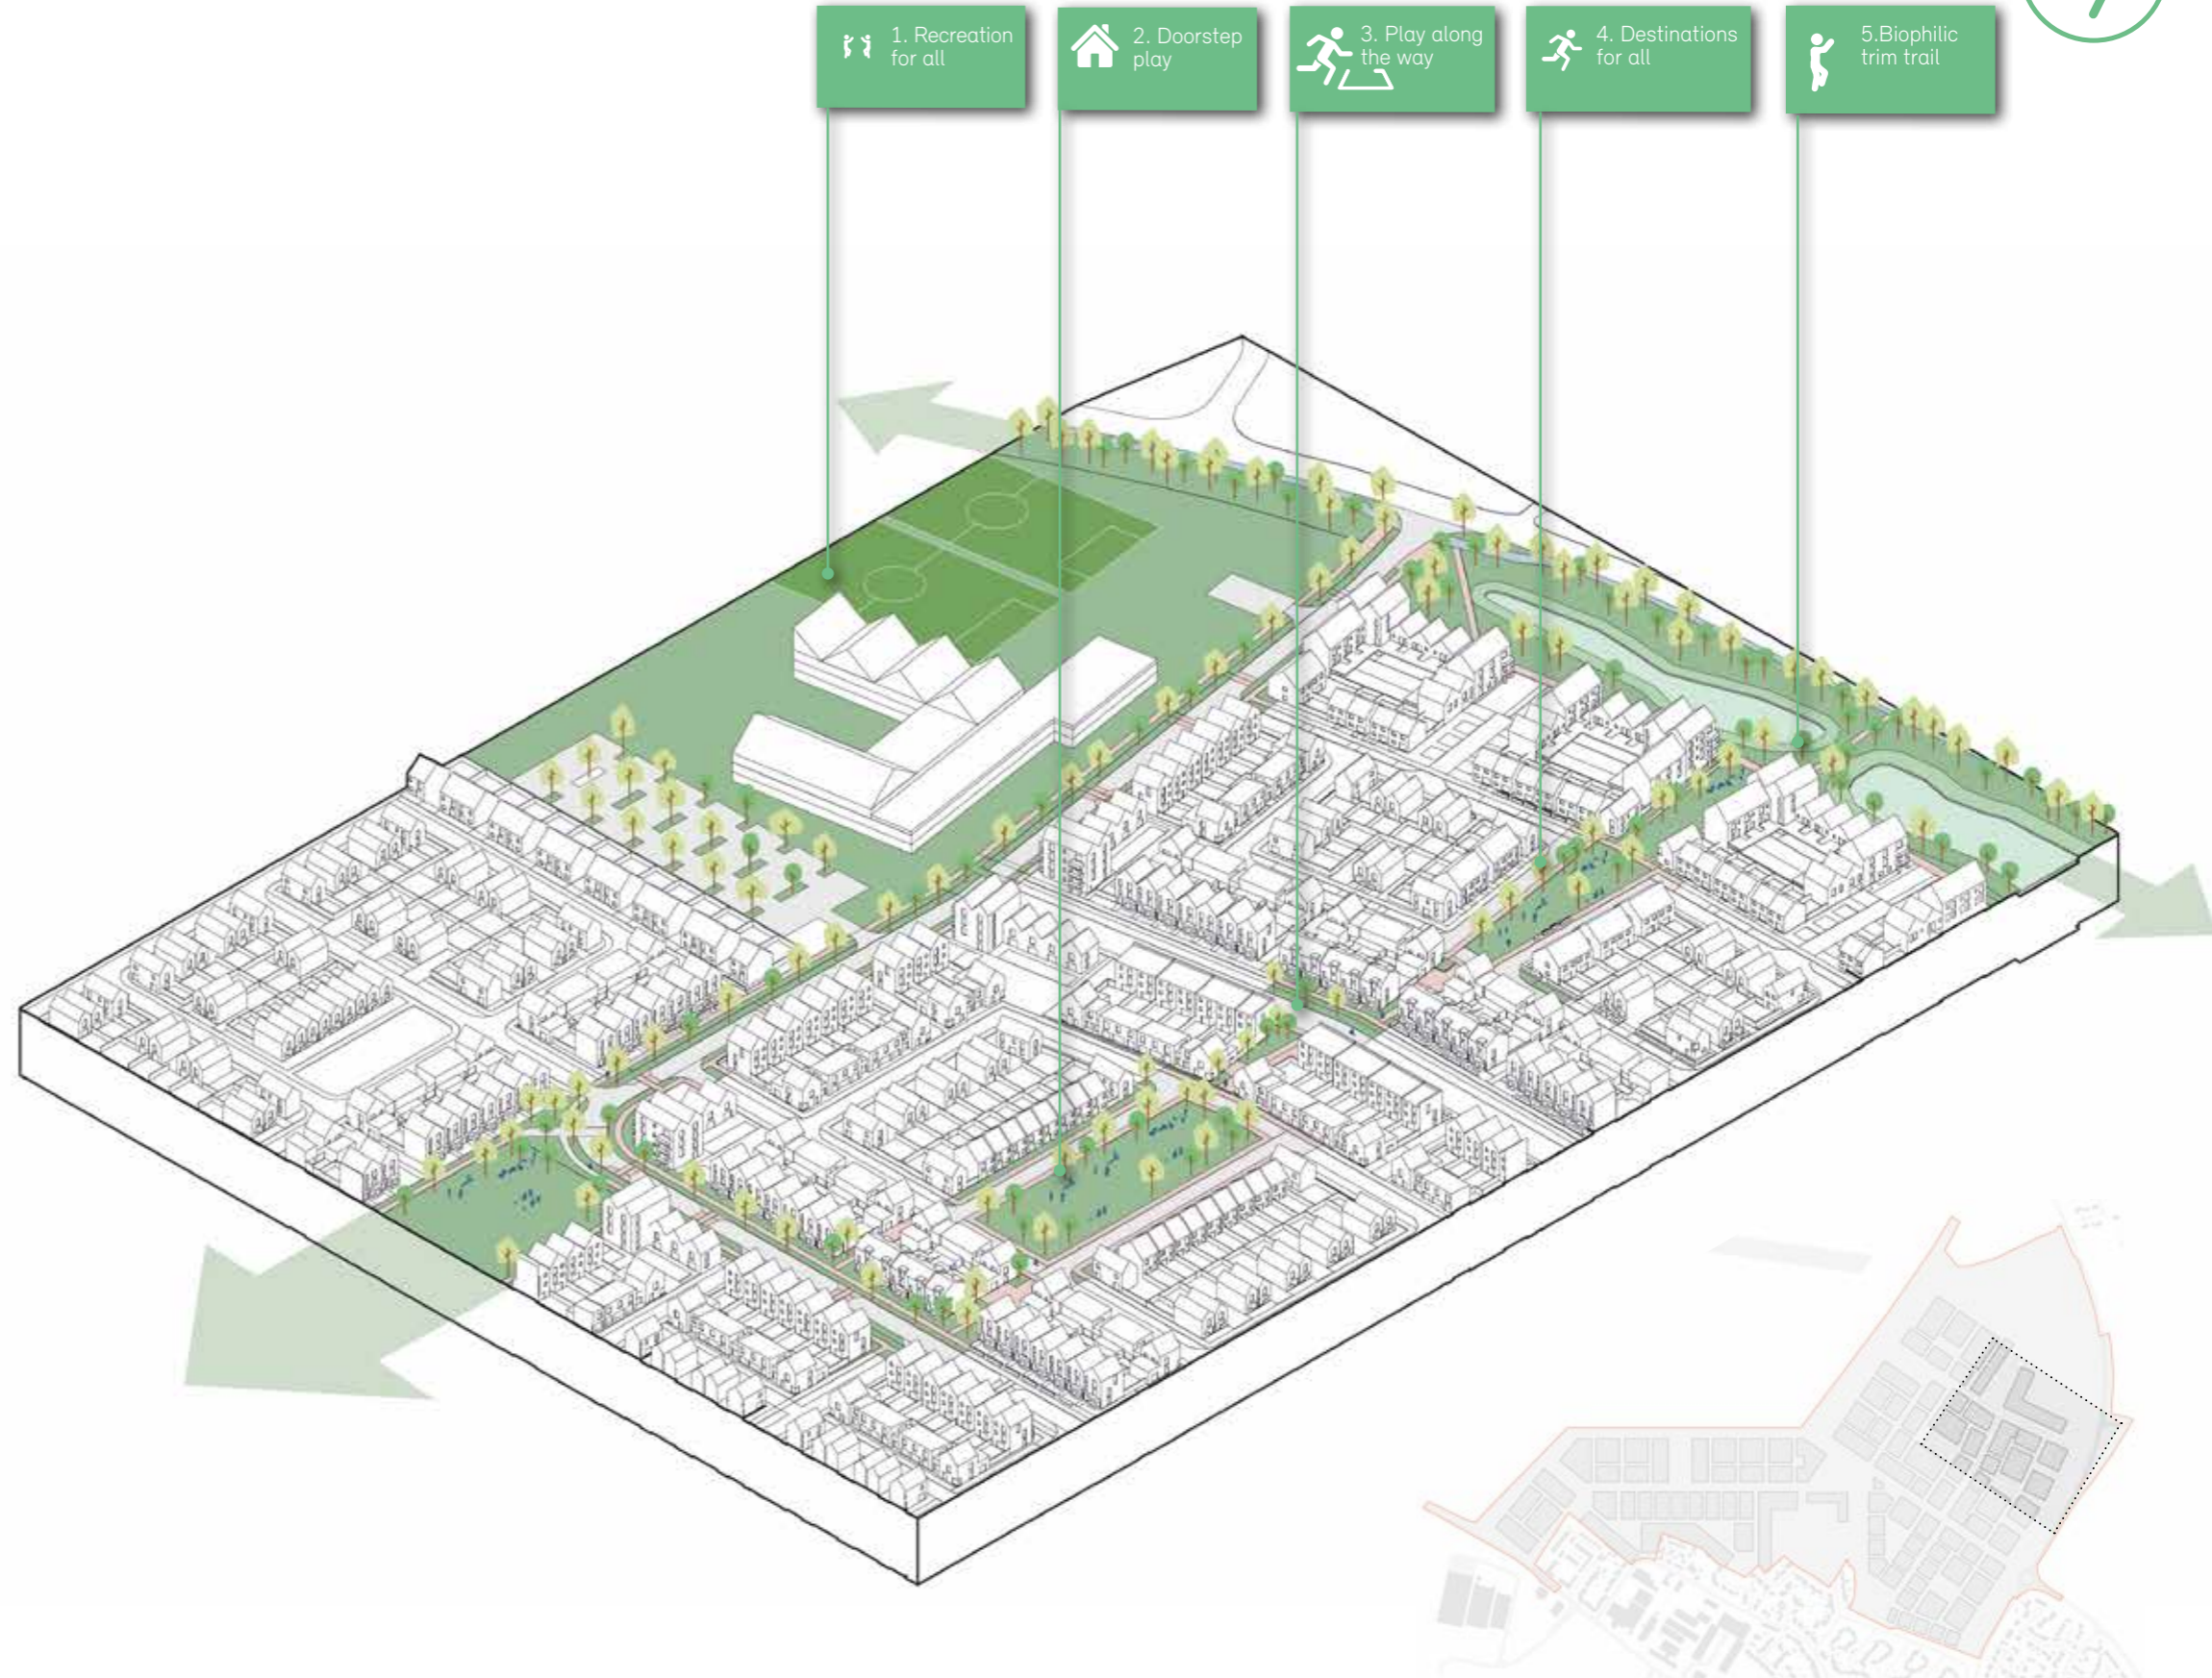 1. Recreation
for all
2. Doorstep
play
3. Play along
the way
4. Destinations
for all
5.Biophilic
trim trail